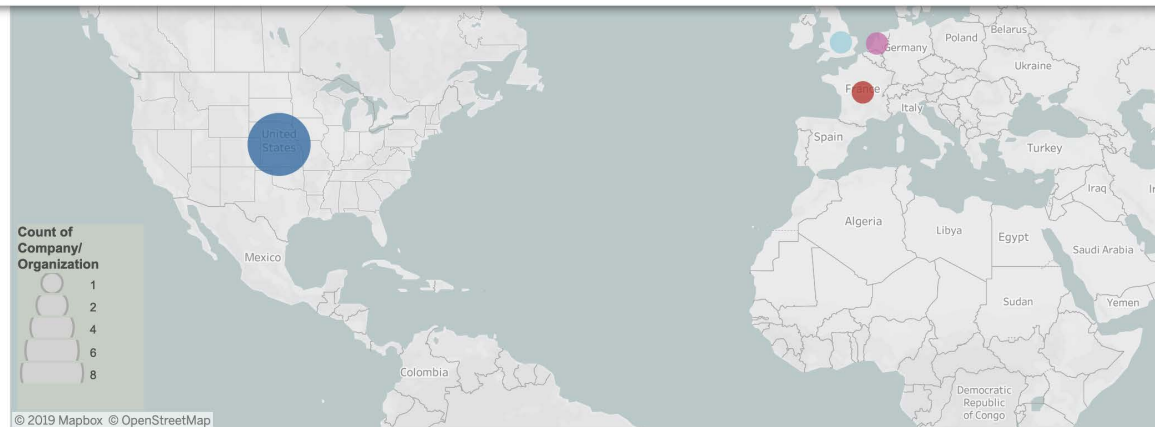 Belarus
Poland
Germany
Ukraine
France
Italy
United
States
Spain
Turkey
Iraq
Algeria
Libya
Egypt
Saudi Arabia
Count of
Company/
Organization
1
2
4
6
8
Mexico
Sudan
Yemen
Colombia
Democratic
Republic
of Congo
© 2019 Mapbox © OpenStreetMap